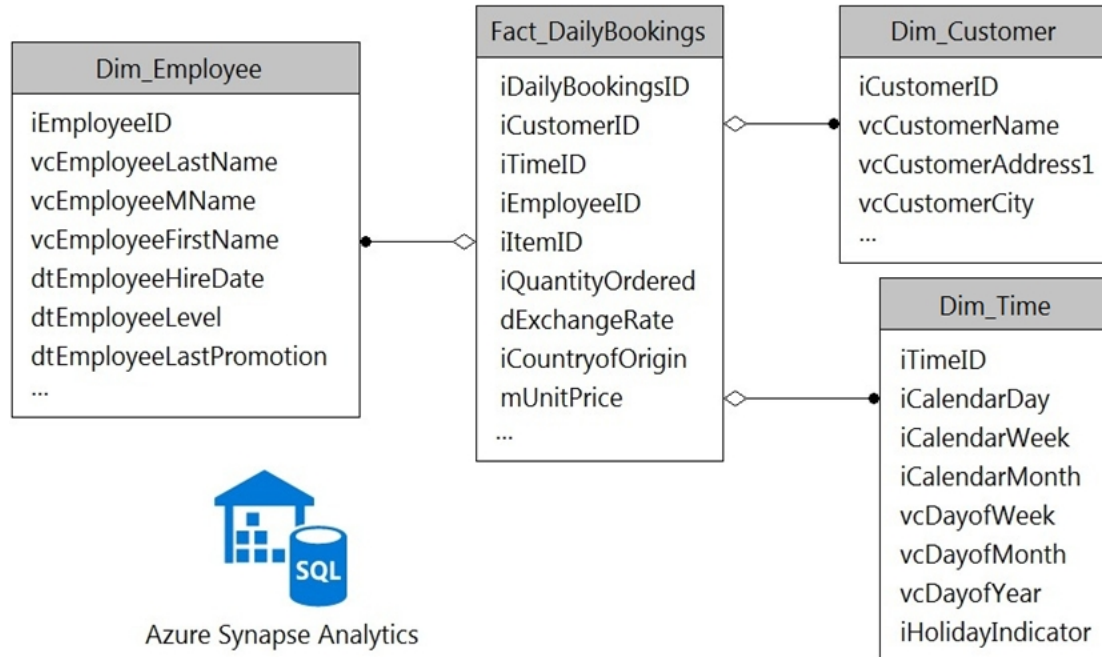 Dim_Employee
iEmployeeID
vcEmployeeLastName
vcEmployeeMName
vcEmployeeFirstName
dtEmployeeHireDate
dtEmployeeLevel
dtEmployeeLastPromotion
...
Fact_DailyBookings
iDailyBookingsID
iCustomerID
iTimeID
iEmployeeID
iItemID
iQuantityOrdered
dExchangeRate
iCountryofOrigin
mUnitPrice
...
Dim_Customer
iCustomerID
vcCustomerName
vcCustomerAddress1
vcCustomerCity
...
Dim_Time
iTimeID
iCalendarDay
iCalendarWeek
iCalendarMonth
vcDayofWeek
vcDayofMonth
vcDayofYear
iHolidayIndicator
SQL
Azure Synapse Analytics